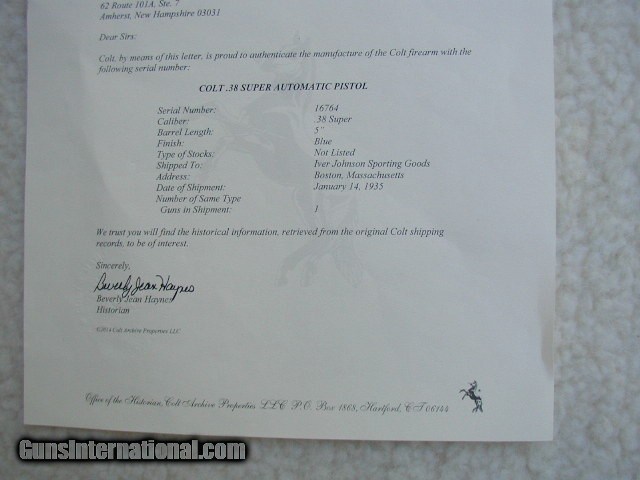 62 Route 101A, Ste. 7
Amherst, New Hampshire 03031
Dear Sirs:
Colt, by means of this letter, is proud to authenticate the manufacture of the Colt firearm with the
following serial number:
COLT .38 SUPER AUTOMATIC PISTOL
Serial Number: 16764
Caliber: .38 Super
Barrel Length: 5"
Finish: Blue
Type of Stocks: Not Listed
Shipped To: Iver Johnson Sporting Goods
Address: Boston, Massachusetts
Date of Shipment: January 14, 1935
Number of Same Type
Guns in Shipment: 1
We trust you will find the historical information, retrieved from the original Colt shipping
records, to be of interest.
Sincerely,
Beverly Jean Haynes
Beverly Jean Haynes
Historian
©2014 Colt Archive Properties LLC
Office of the Historian, Colt Archive Properties LLC P.O. Box 1868, Hartford, CT 06144
GunsInternational.com